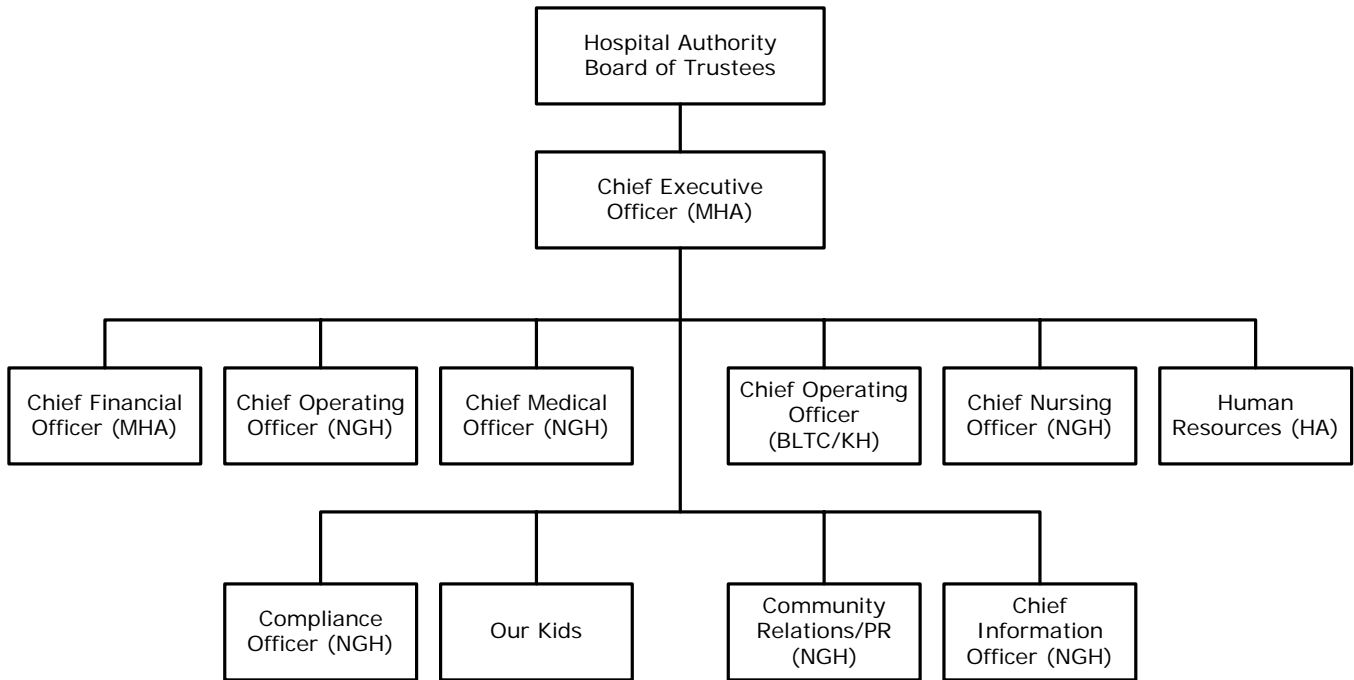 Hospital Authority
Board of Trustees
Chief Executive
Officer (MHA)
Chief Financial
Officer (MHA)
Chief Operating
Officer (NGH)
Chief Medical
Officer (NGH)
Chief Operating
Officer
(BLTC/KH)
Chief Nursing
Officer (NGH)
Human
Resources (HA)
Compliance
Officer (NGH)
Our Kids
Community
Relations/PR
(NGH)
Chief
Information
Officer (NGH)